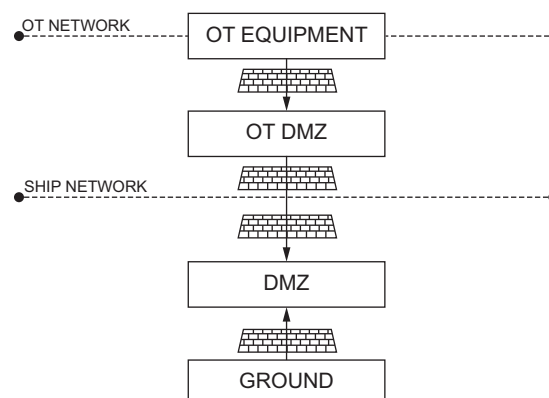 OT NETWORK
OT EQUIPMENT
OT DMZ
SHIP NETWORK
DMZ
GROUND